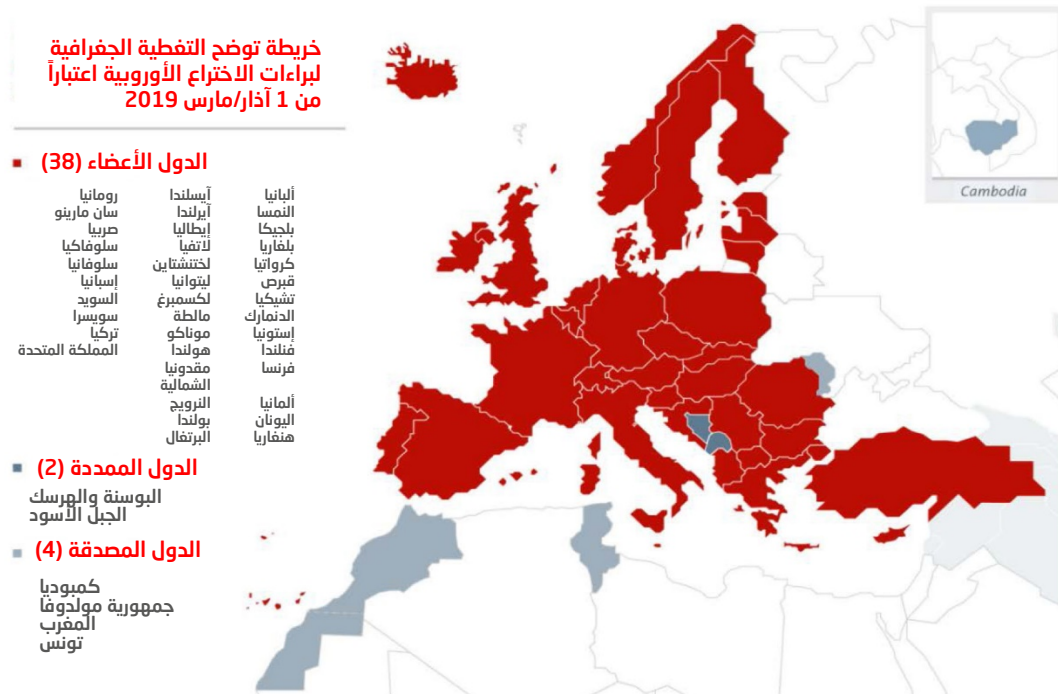 خريطة توضح التغطية الجغرافية
لبراءات الاختراع الأوروبية اعتباراً
من 1 آذار/مارس 2019
الدول الأعضاء (38)
ألبانيا
النمسا
بلجيكا
بلغاريا
كرواتيا
قبرص
تشيكيا
الدنمارك
إستونيا
فنلندا
فرنسا
ألمانيا
اليونان
هنغاريا
آيسلندا
آيرلندا
إيطاليا
لاتفيا
لختنشتاين
ليتوانيا
لكسمبرغ
مالطة
موناكو
هولندا
مقدونيا
الشمالية
النرويج
بولندا
البرتغال
رومانيا
سان مارينو
صربيا
سلوفاكيا
سلوفانيا
إسبانيا
السويد
سويسرا
تركيا
المملكة المتحدة
الدول الممددة (2)
البوسنة والهرسك
الجبل الأسود
الدول المصدقة (4)
كمبوديا
جمهورية مولدوفا
المغرب
تونس
Cambodia